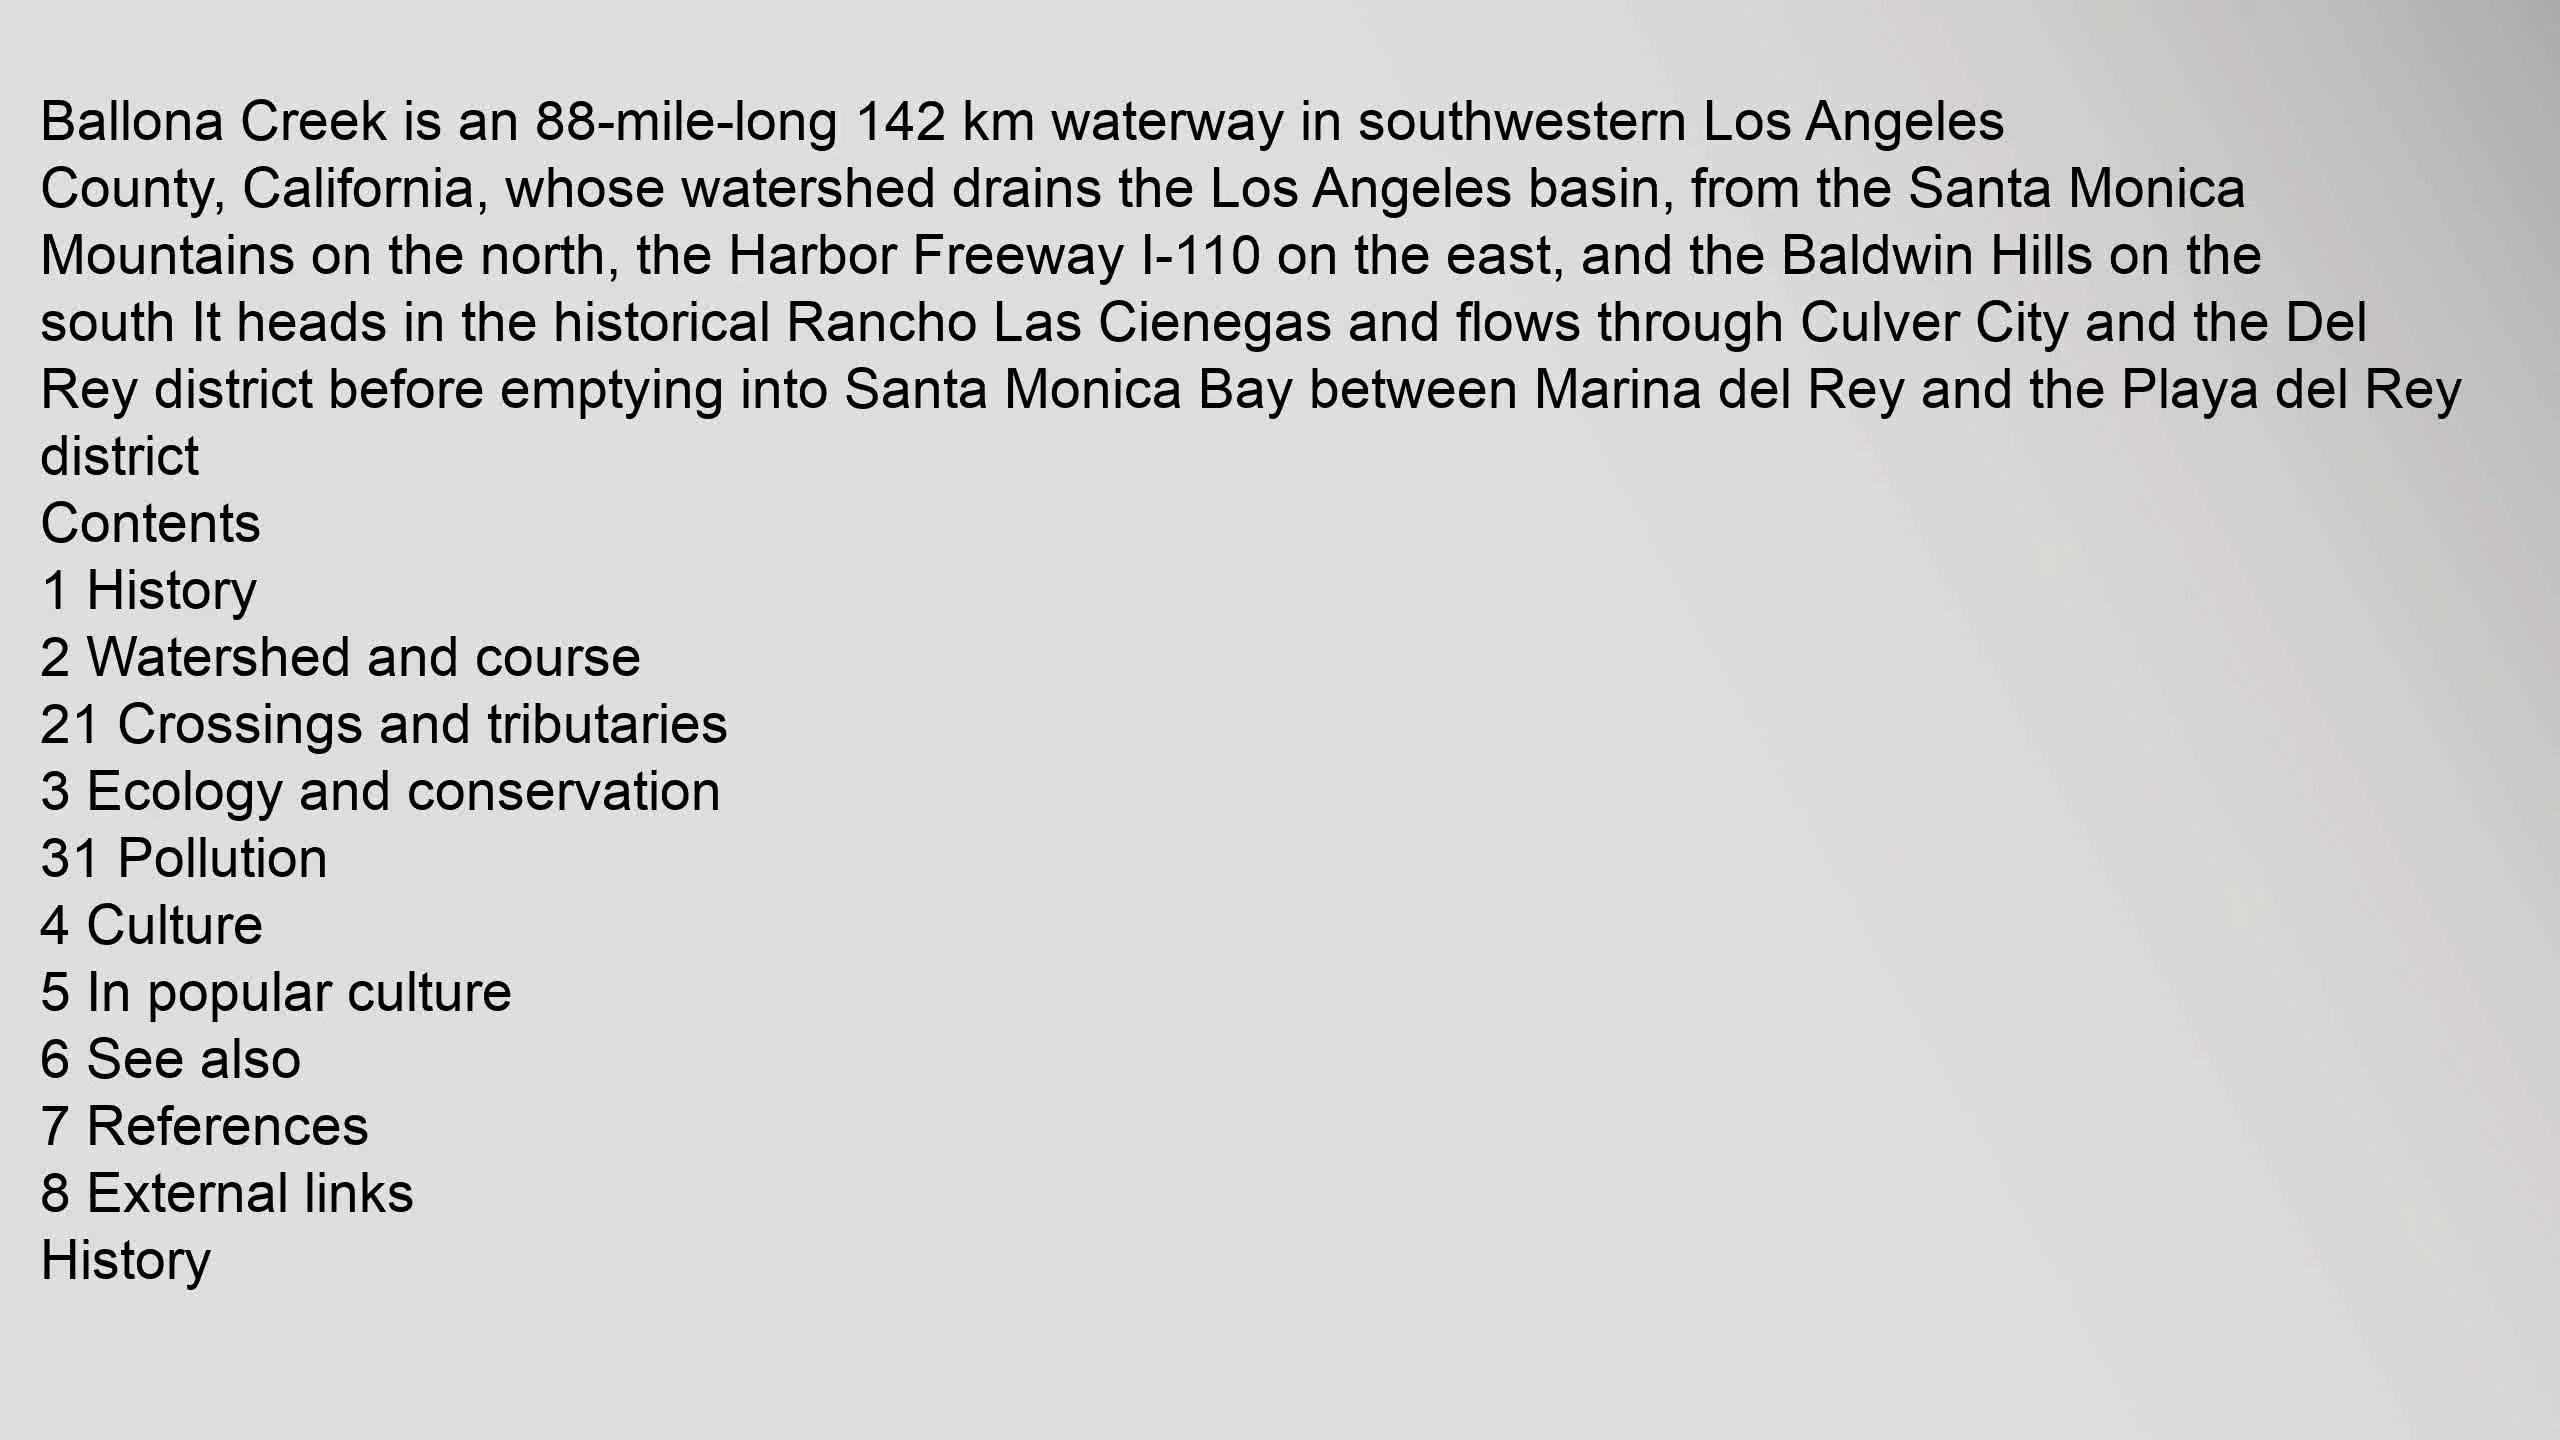 Ballona Creek is an 88-mile-long 142 km waterway in southwestern Los Angeles
County, California, whose watershed drains the Los Angeles basin, from the Santa Monica
Mountains on the north, the Harbor Freeway I-110 on the east, and the Baldwin Hills on the
south It heads in the historical Rancho Las Cienegas and flows through Culver City and the Del
Rey district before emptying into Santa Monica Bay between Marina del Rey and the Playa del Rey
district
Contents
1 History
2 Watershed and course
21 Crossings and tributaries
3 Ecology and conservation
31 Pollution
4 Culture
5 In popular culture
6 See also
7 References
8 External links
History